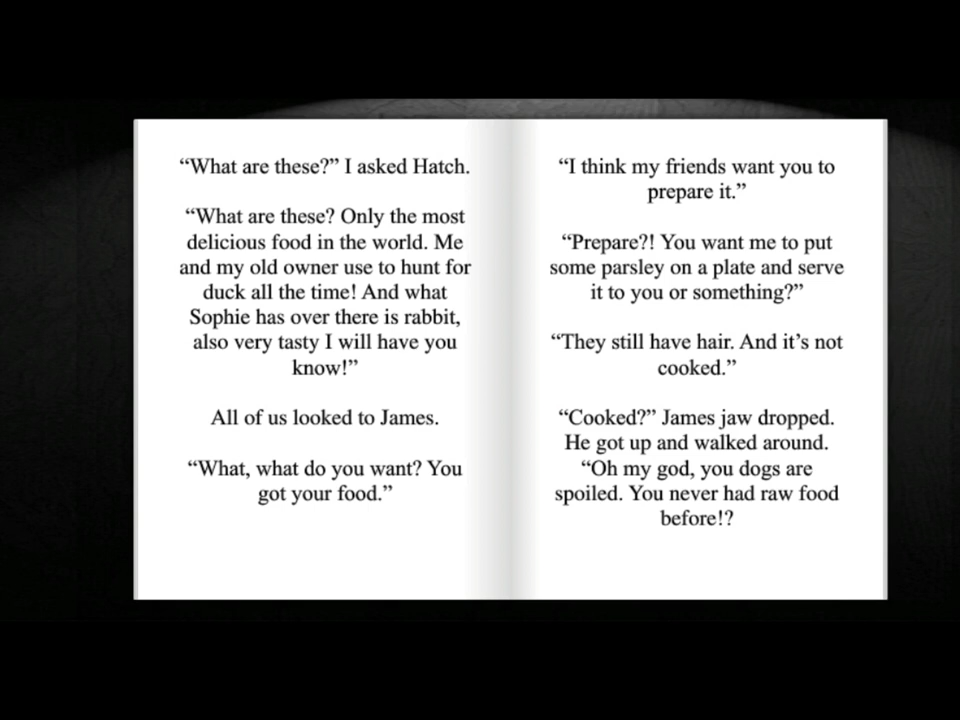 “What are these?” I asked Hatch.
“What are these? Only the most
delicious food in the world. Me
and my old owner use to hunt for
duck all the time! And what
Sophie has over there is rabbit,
also very tasty I will have you
know!”
All of us looked to James.
“What, what do you want? You
got your food.”
“I think my friends want you to
prepare it.”
“Prepare?! You want me to put
some parsley on a plate and serve
it to you or something?”
“They still have hair. And it’s not
cooked.”
“Cooked?” James jaw dropped.
He got up and walked around.
“Oh my god, you dogs are
spoiled. You never had raw food
before!?